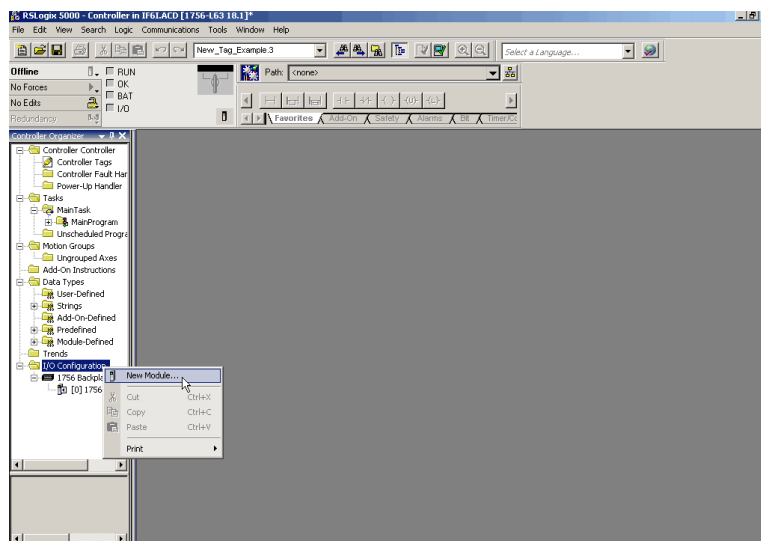 RSLogix 5000 - Controller in IF6I.ACD [1756-L63 18.1]*
File Edit View Search Logic Communications Tools Window Help
New_Tag_Example.3
Select a Language...
Offline
RUN
Path: <none>
No Forces
OK
BAT
No Edits
I/O
Redundancy
Favorites Add-On Safety Alarms Bit Timer/Cc
Controller Organizer
Controller Controller
Controller Tags
Controller Fault Har
Power-Up Handler
Tasks
MainTask
MainProgram
Unscheduled Progra
Motion Groups
Ungrouped Axes
Add-On Instructions
Data Types
User-Defined
Strings
Add-On-Defined
Predefined
Module-Defined
Trends
I/O Configuration
New Module...
1756 Backpla
[0] 1756
Cut Ctrl+X
Copy Ctrl+C
Paste Ctrl+V
Print